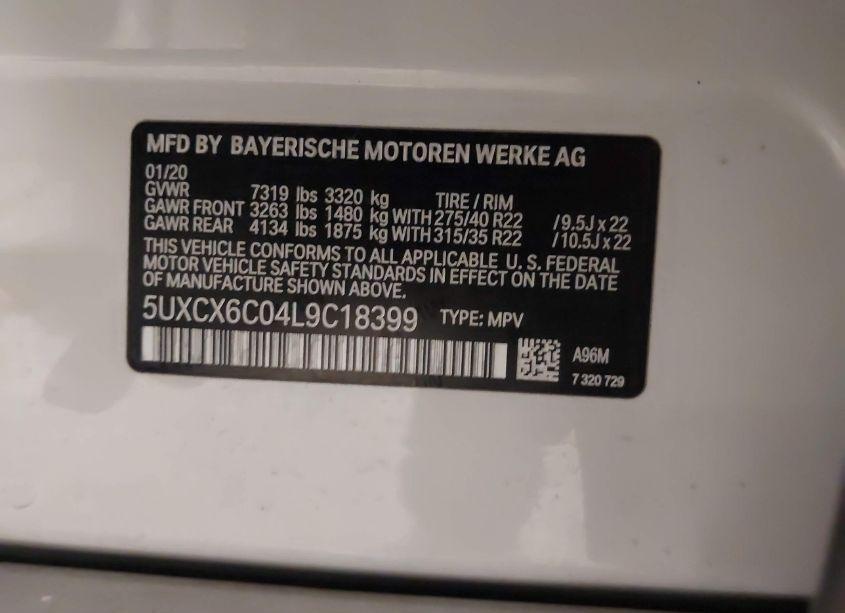 MFD BY BAYERISCHE MOTOREN WERKE AG
01/20
GVWR 7319 lbs 3320 kg TIRE / RIM
GAWR FRONT 3263 lbs 1480 kg WITH 275/40 R22 /9.5J x 22
GAWR REAR 4134 lbs 1875 kg WITH 315/35 R22 /10.5J x 22
THIS VEHICLE CONFORMS TO ALL APPLICABLE U. S. FEDERAL
MOTOR VEHICLE SAFETY STANDARDS IN EFFECT ON THE DATE
OF MANUFACTURE SHOWN ABOVE.
5UXCX6C04L9C18399 TYPE: MPV
A96M
7 320 729